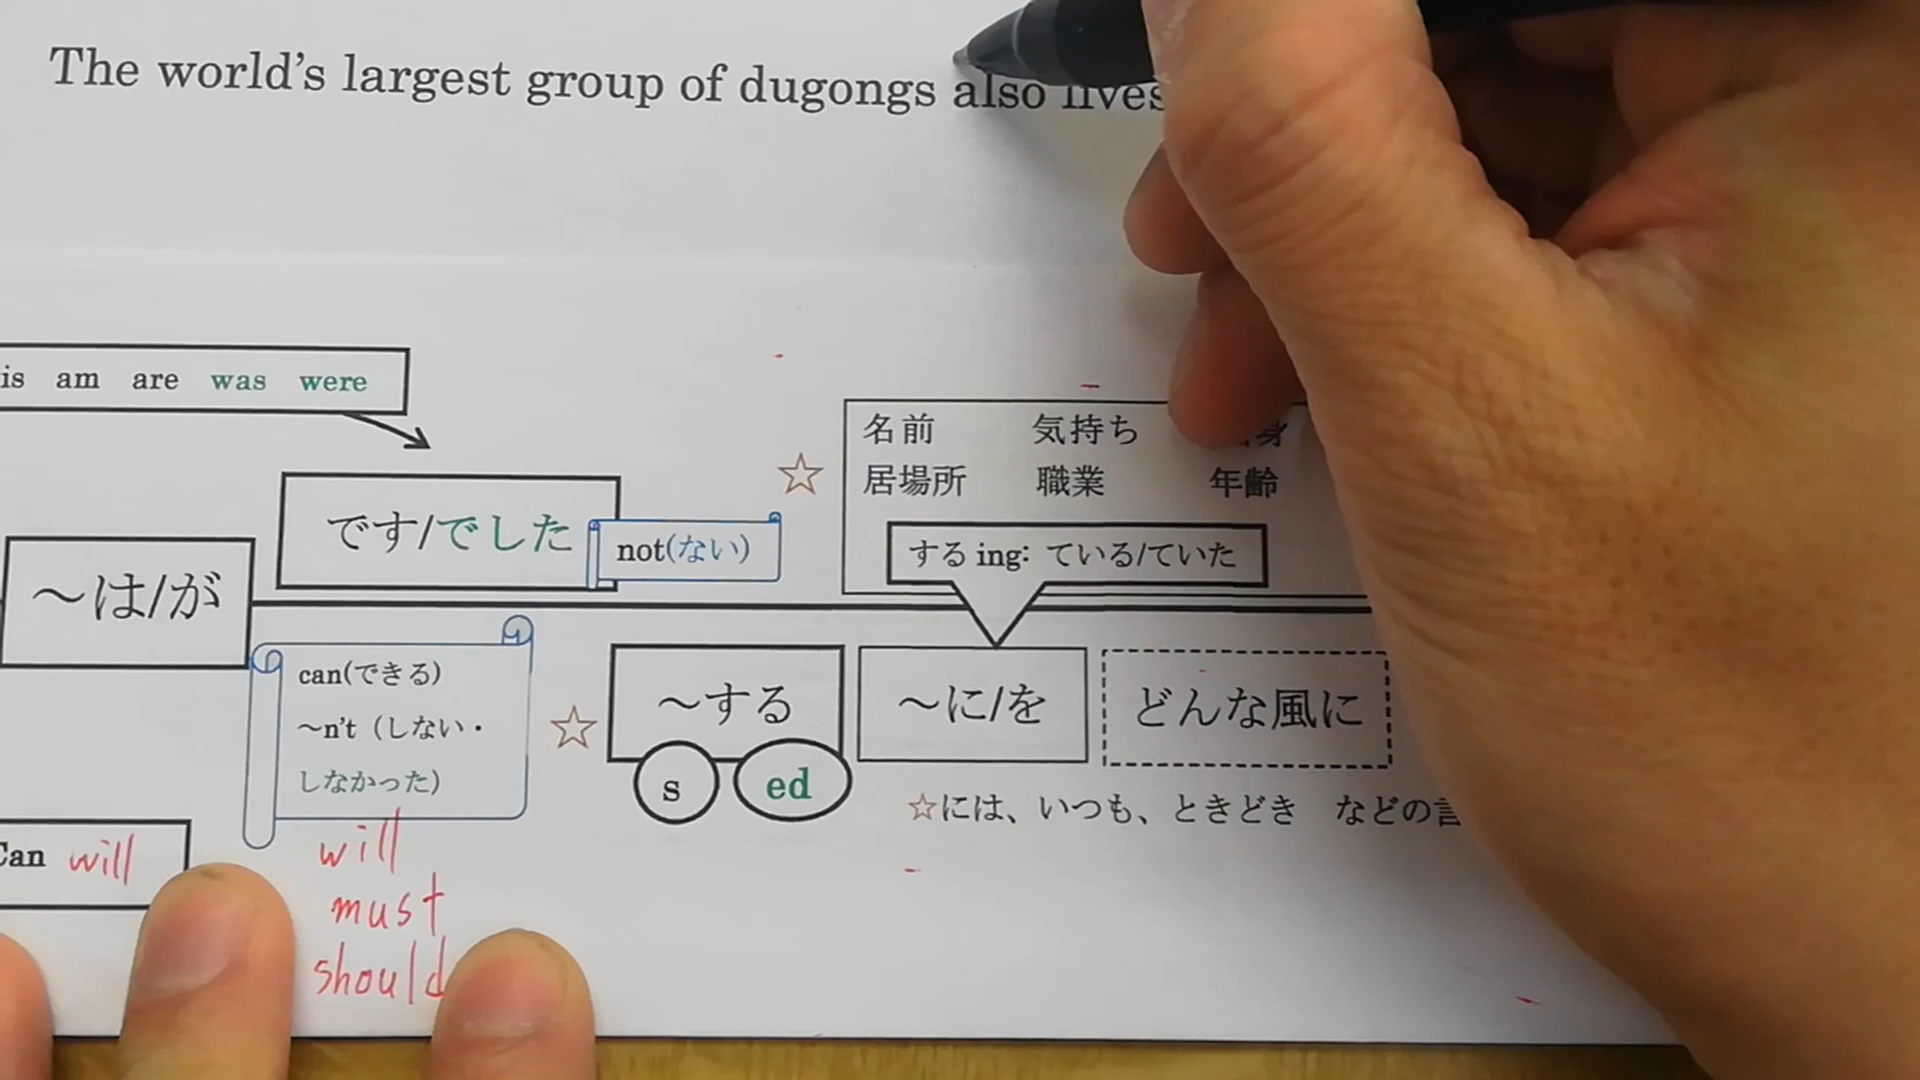 The world's largest group of dugongs also lives
is am are was were
名前 気持ち
居場所 職業 年齢
です/でした
not(ない)
するing: ている/ていた
～は/が
can(できる)
～n't（しない・
しなかった）
～する
～に/を
どんな風に
s
ed
☆には、いつも、ときどき などの言
Can will
will
must
should